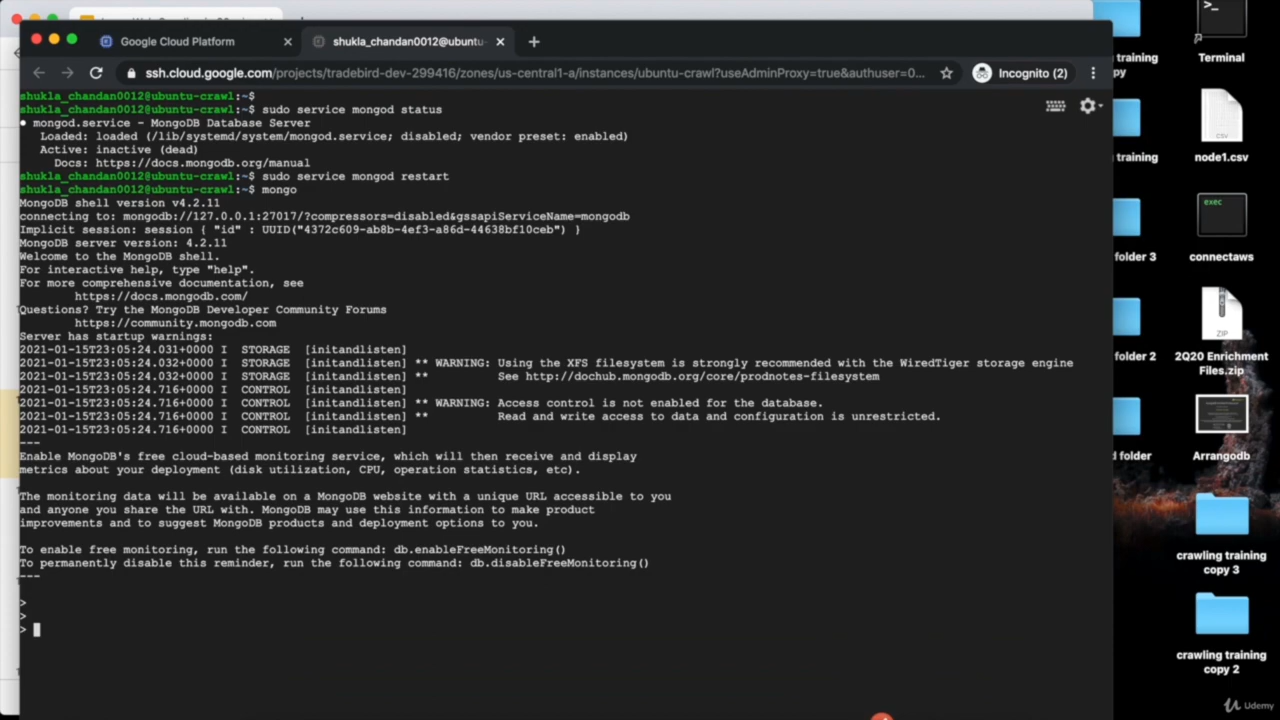 Google Cloud Platform
shukla_chandan0012@ubuntu-
ssh.cloud.google.com/projects/tradebird-dev-299416/zones/us-central1-a/instances/ubuntu-crawl?useAdminProxy=true&authuser=0...
Incognito (2)
shukla_chandan0012@ubuntu-crawl:~$
shukla_chandan0012@ubuntu-crawl:~$ sudo service mongod status
● mongod.service - MongoDB Database Server
Loaded: loaded (/lib/systemd/system/mongod.service; disabled; vendor preset: enabled)
Active: inactive (dead)
Docs: https://docs.mongodb.org/manual
shukla_chandan0012@ubuntu-crawl:~$ sudo service mongod restart
shukla_chandan0012@ubuntu-crawl:~$ mongo
MongoDB shell version v4.2.11
connecting to: mongodb://127.0.0.1:27017/?compressors=disabled&gssapiServiceName=mongodb
Implicit session: session { "id" : UUID("4372c609-ab8b-4ef3-a86d-44638bf10ceb") }
MongoDB server version: 4.2.11
Welcome to the MongoDB shell.
For interactive help, type "help".
For more comprehensive documentation, see
https://docs.mongodb.com/
Questions? Try the MongoDB Developer Community Forums
https://community.mongodb.com
Server has startup warnings:
2021-01-15T23:05:24.031+0000 I  STORAGE  [initandlisten]
2021-01-15T23:05:24.032+0000 I  STORAGE  [initandlisten] ** WARNING: Using the XFS filesystem is strongly recommended with the WiredTiger storage engine
2021-01-15T23:05:24.032+0000 I  STORAGE  [initandlisten] **          See http://dochub.mongodb.org/core/prodnotes-filesystem
2021-01-15T23:05:24.716+0000 I  CONTROL  [initandlisten]
2021-01-15T23:05:24.716+0000 I  CONTROL  [initandlisten] ** WARNING: Access control is not enabled for the database.
2021-01-15T23:05:24.716+0000 I  CONTROL  [initandlisten] **          Read and write access to data and configuration is unrestricted.
2021-01-15T23:05:24.716+0000 I  CONTROL  [initandlisten]
---
Enable MongoDB's free cloud-based monitoring service, which will then receive and display
metrics about your deployment (disk utilization, CPU, operation statistics, etc).
The monitoring data will be available on a MongoDB website with a unique URL accessible to you
and anyone you share the URL with. MongoDB may use this information to make product
improvements and to suggest MongoDB products and deployment options to you.
To enable free monitoring, run the following command: db.enableFreeMonitoring()
To permanently disable this reminder, run the following command: db.disableFreeMonitoring()
---
>
>
>
training
py
training
folder 3
folder 2
d folder
>_
Terminal
CSV
node1.csv
exec
connectaws
ZIP
2Q20 Enrichment
Files.zip
Arrangodb
crawling training
copy 3
crawling training
copy 2
Udemy